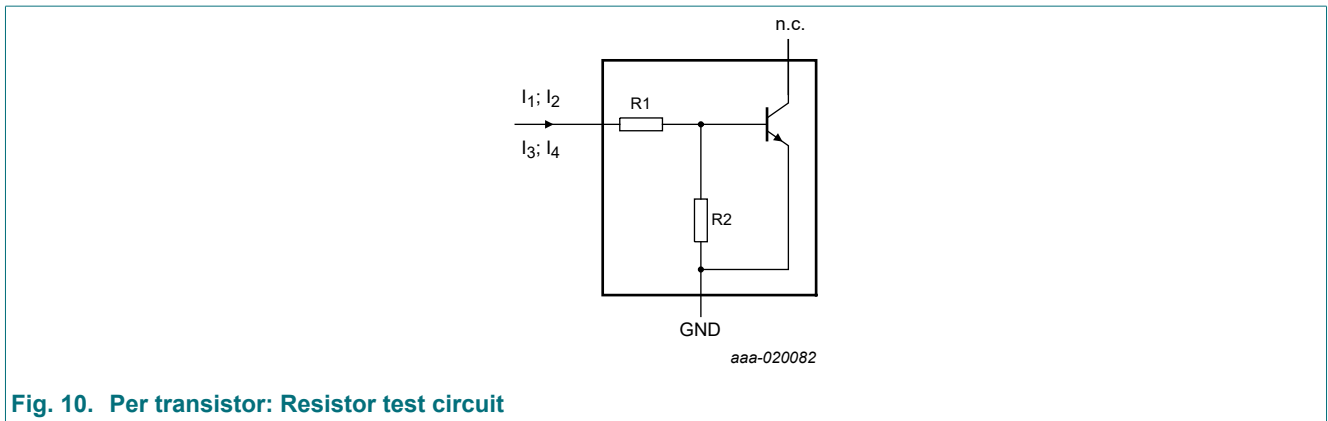 n.c.
I1; I2
R1
I3; I4
R2
GND
aaa-020082
Fig. 10. Per transistor: Resistor test circuit